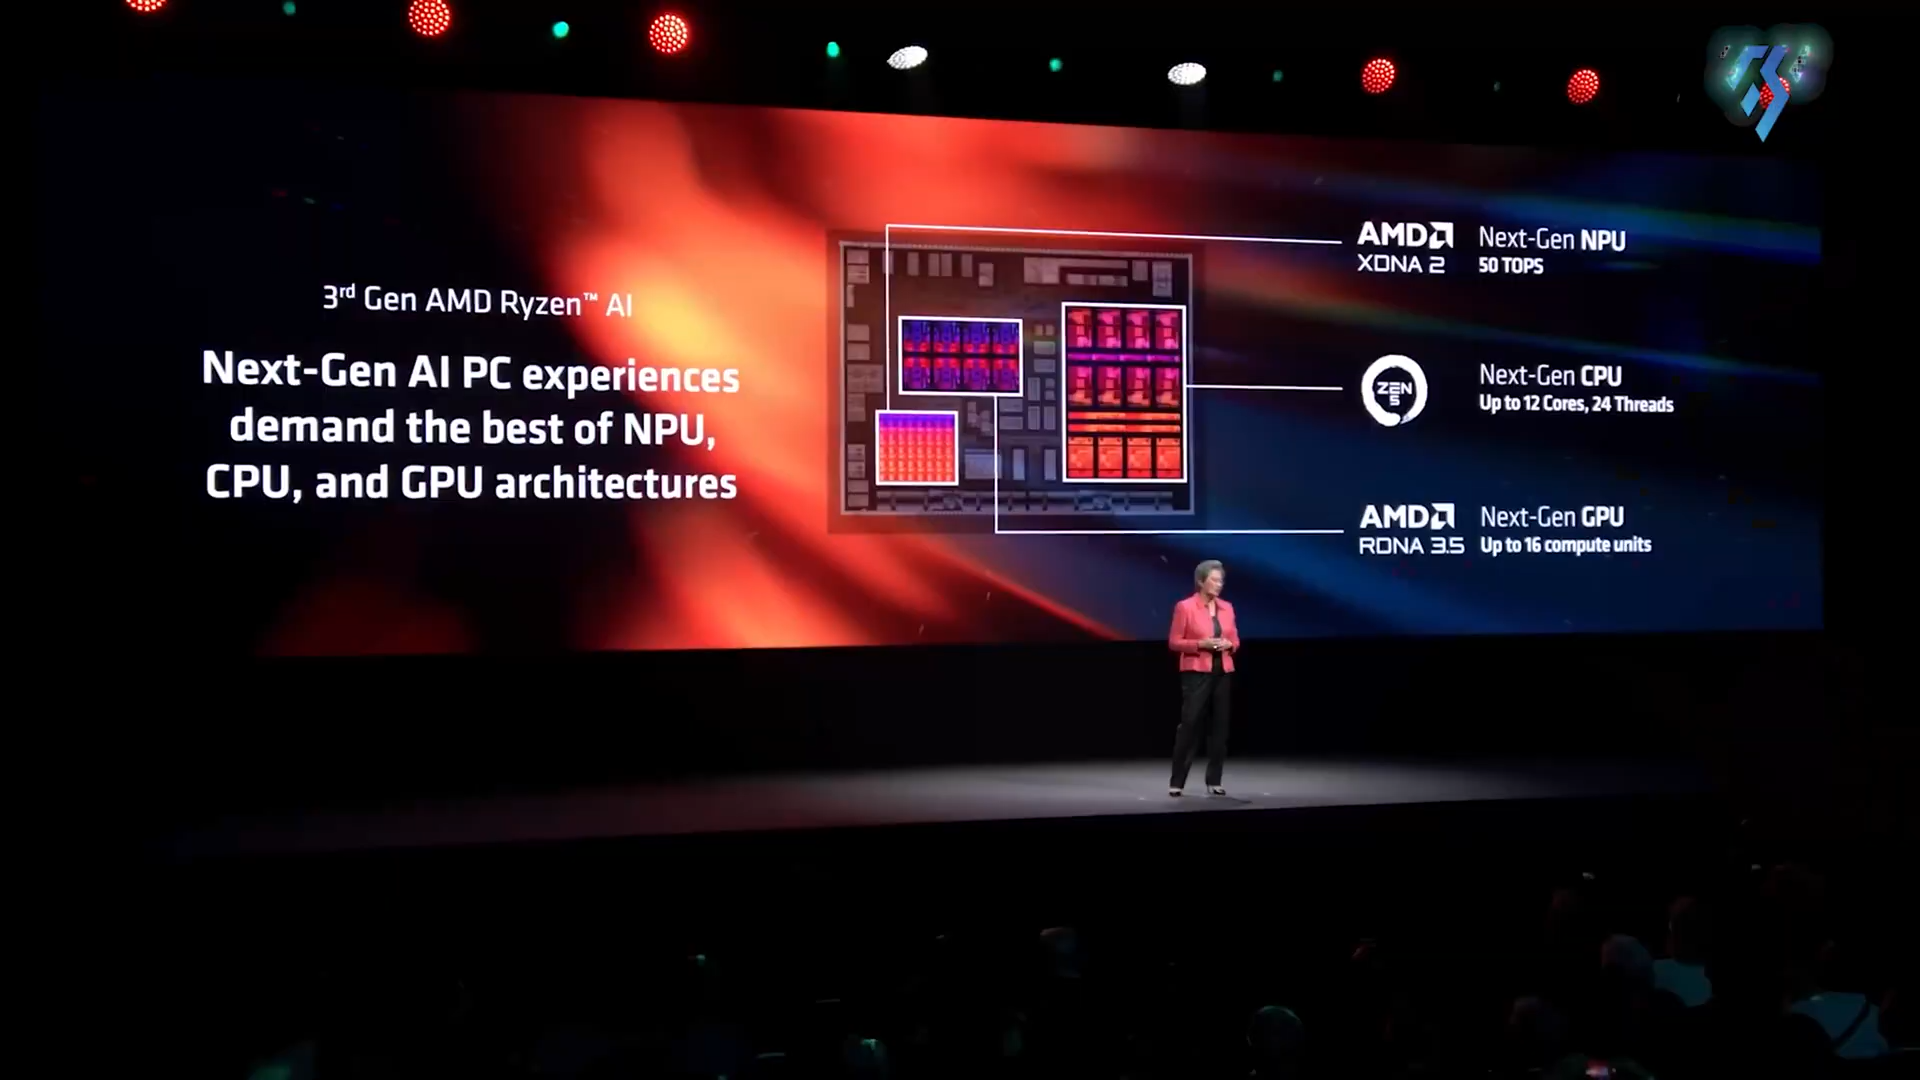 3rd Gen AMD Ryzen™ AI
Next-Gen AI PC experiences
demand the best of NPU,
CPU, and GPU architectures
AMD
XDNA 2
Next-Gen NPU
50 TOPS
ZEN
5
Next-Gen CPU
Up to 12 Cores, 24 Threads
AMD
RDNA 3.5
Next-Gen GPU
Up to 16 compute units